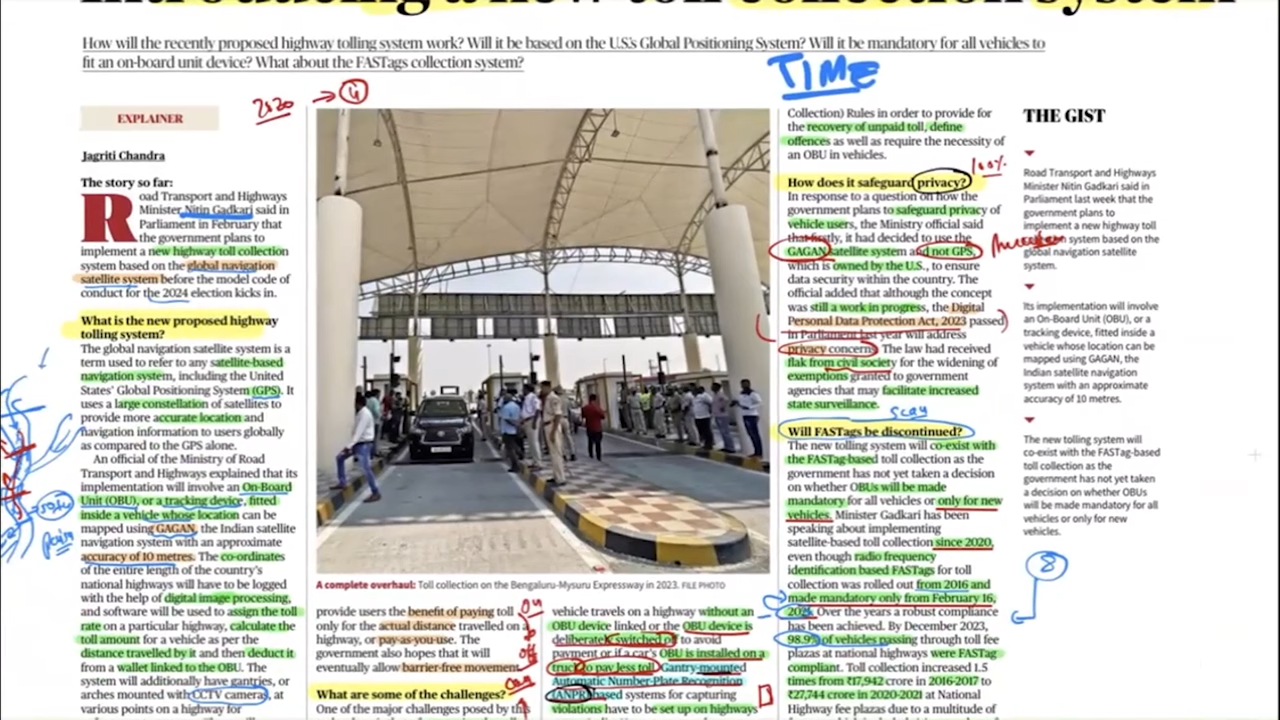 Introducing a new toll collection system
How will the recently proposed highway tolling system work? Will it be based on the U.S.'s Global Positioning System? Will it be mandatory for all vehicles to
fit an on-board unit device? What about the FASTags collection system?
EXPLAINER
Jagriti Chandra
The story so far:
Road Transport and Highways
Minister Nitin Gadkari said in
Parliament in February that
the government plans to
implement a new highway toll collection
system based on the global navigation
satellite system before the model code of
conduct for the 2024 election kicks in.
What is the new proposed highway
tolling system?
The global navigation satellite system is a
term used to refer to any satellite-based
navigation system, including the United
States' Global Positioning System (GPS). It
uses a large constellation of satellites to
provide more accurate location and
navigation information to users globally
as compared to the GPS alone.
An official of the Ministry of Road
Transport and Highways explained that its
implementation will involve an On-Board
Unit (OBU), or a tracking device, fitted
inside a vehicle whose location can be
mapped using GAGAN, the Indian satellite
navigation system with an approximate
accuracy of 10 metres. The co-ordinates
of the entire length of the country's
national highways will have to be logged
with the help of digital image processing,
and software will be used to assign the toll
rate on a particular highway, calculate the
toll amount for a vehicle as per the
distance travelled by it and then deduct it
from a wallet linked to the OBU. The
system will additionally have gantries, or
arches mounted with CCTV cameras, at
various points on a highway for
2020 → 4
A complete overhaul: Toll collection on the Bengaluru-Mysuru Expressway in 2023. FILE PHOTO
provide users the benefit of paying toll
only for the actual distance travelled on a
highway, or pay-as-you-use. The
government also hopes that it will
eventually allow barrier-free movement.
What are some of the challenges?
One of the major challenges posed by this
vehicle travels on a highway without an
OBU device linked or the OBU device is
deliberately switched off to avoid
payment or if a car's OBU is installed on a
truck to pay less toll. Gantry-mounted
Automatic Number-Plate Recognition
(ANPR) based systems for capturing
violations have to be set up on highways
TIME
Collection) Rules in order to provide for
the recovery of unpaid toll, define
offences as well as require the necessity of
an OBU in vehicles.
100%
How does it safeguard privacy?
In response to a question on how the
government plans to safeguard privacy of
vehicle users, the Ministry official said
that firstly, it had decided to use the
GAGAN satellite system and not GPS,
which is owned by the U.S., to ensure
data security within the country. The
official added that although the concept
was still a work in progress, the Digital
Personal Data Protection Act, 2023 passed
in Parliament last year will address
privacy concerns. The law had received
flak from civil society for the widening of
exemptions granted to government
agencies that may facilitate increased
state surveillance.
stay
Will FASTags be discontinued?
The new tolling system will co-exist with
the FASTag-based toll collection as the
government has not yet taken a decision
on whether OBUs will be made
mandatory for all vehicles or only for new
vehicles. Minister Gadkari has been
speaking about implementing
satellite-based toll collection since 2020,
even though radio frequency
identification based FASTags for toll
collection was rolled out from 2016 and
made mandatory only from February 16,
2021. Over the years a robust compliance
has been achieved. By December 2023,
98.9% of vehicles passing through toll fee
plazas at national highways were FASTag
compliant. Toll collection increased 1.5
times from ₹17,942 crore in 2016-2017 to
₹27,744 crore in 2020-2021 at National
Highway fee plazas due to a multitude of
THE GIST
Road Transport and Highways
Minister Nitin Gadkari said in
Parliament last week that the
government plans to
implement a new highway toll
collection system based on the
global navigation satellite
system.
Its implementation will involve
an On-Board Unit (OBU), or a
tracking device, fitted inside a
vehicle whose location can be
mapped using GAGAN, the
Indian satellite navigation
system with an approximate
accuracy of 10 metres.
The new tolling system will
co-exist with the FASTag-based
toll collection as the
government has not yet taken
a decision on whether OBUs
will be made mandatory for all
vehicles or only for new
vehicles.
8